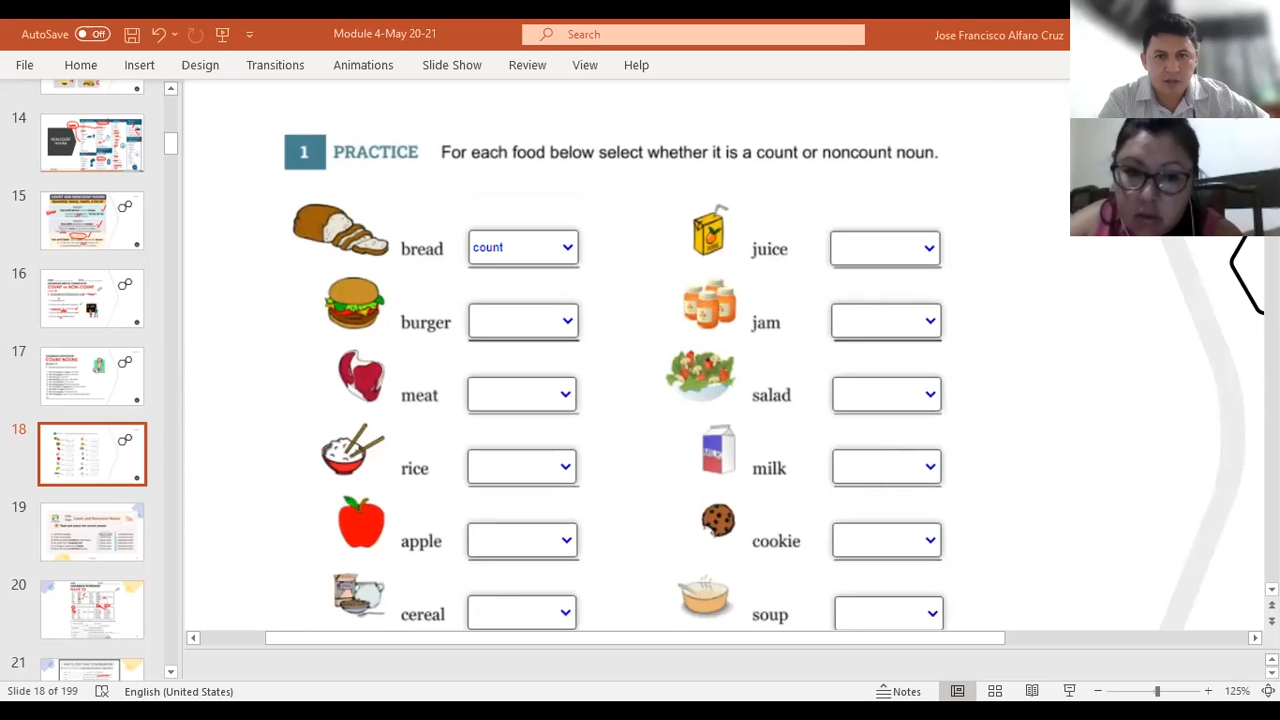 AutoSave Off Module 4-May 20-21 Search Jose Francisco Alfaro Cruz
File Home Insert Design Transitions Animations Slide Show Review View Help
14
15
16
17
18
19
20
21
1 PRACTICE For each food below select whether it is a count or noncount noun.
bread count juice
burger jam
meat salad
rice milk
apple cookie
cereal soup
Slide 18 of 199 English (United States) Notes 125%